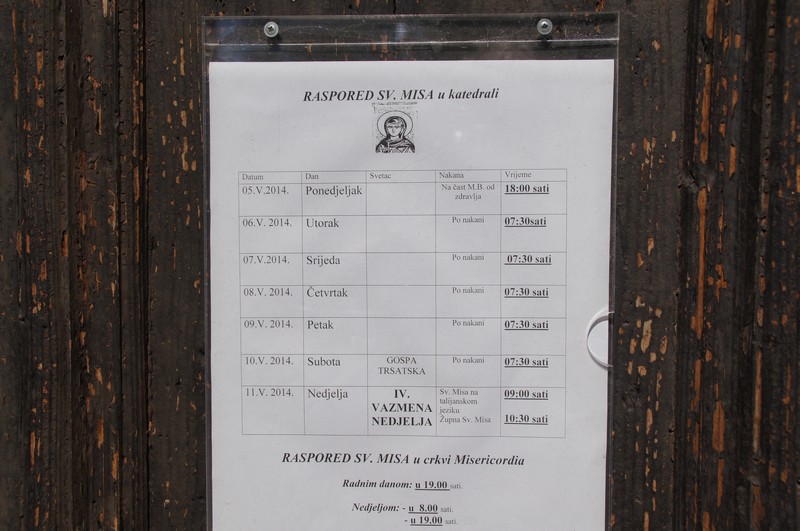 RASPORED SV. MISA u katedrali
Datum Dan Svetac Nakana Vrijeme
05.V.2014. Ponedjeljak Na čast M.B. od 18:00 sati
zdravlja
06.V. 2014. Utorak Po nakani 07:30sati
07.V.2014. Srijeda Po nakani 07:30 sati
08.V. 2014. Četvrtak Po nakani 07:30 sati
09.V. 2014. Petak Po nakani 07:30 sati
10.V. 2014. Subota GOSPA Po nakani 07:30 sati
TRSATSKA
11.V. 2014. Nedjelja IV. Sv. Misa na 09:00 sati
VAZMENA talijanskom
jeziku
NEDJELJA Župna Sv. Misa 10:30 sati
RASPORED SV. MISA u crkvi Misericordia
Radnim danom: u 19.00 sati.
Nedjeljom: - u 8.00 sati.
- u 19.00 sati.